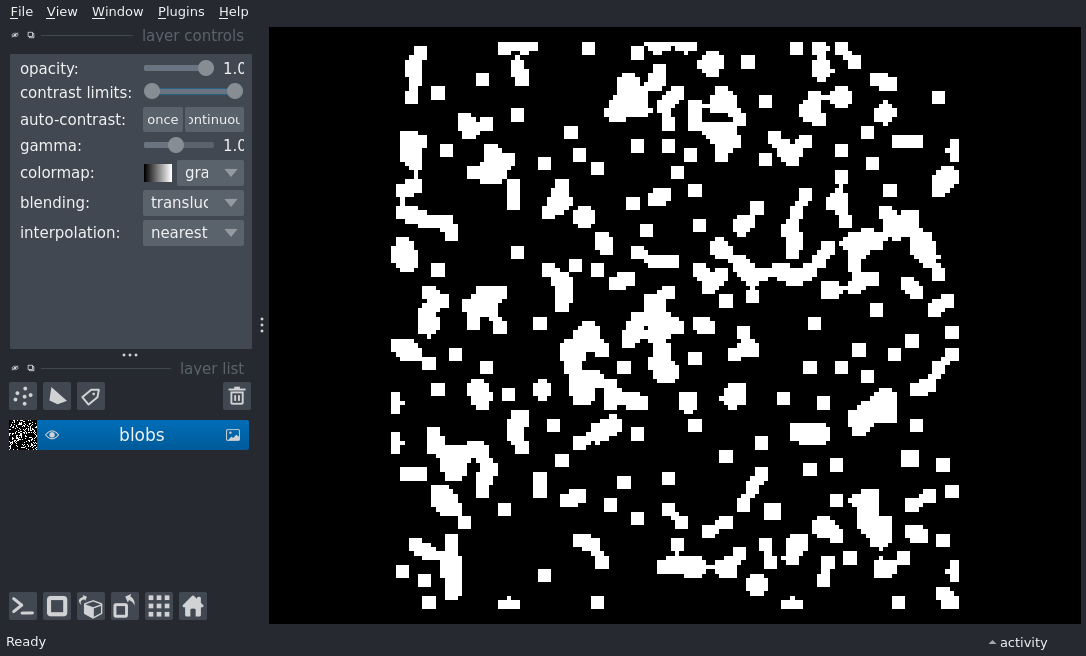 File View Window Plugins Help
layer controls
opacity: 1.0
contrast limits:
auto-contrast: once ontinuou
gamma: 1.0
colormap: gra
blending: transluc
interpolation: nearest
layer list
blobs
Ready
activity